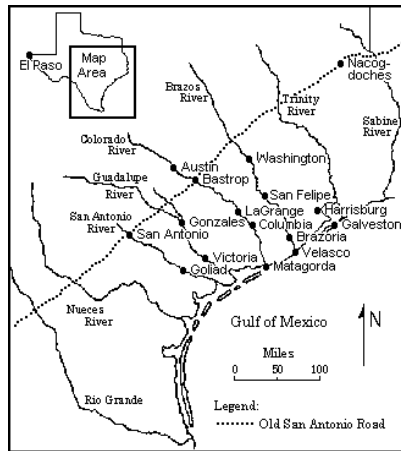 El Paso
Map
Area
Nacog-
doches
Brazos
River
Trinity
River
Sabine
River
Colorado
River
Austin
Bastrop
Washington
Guadalupe
River
San Felipe
San Antonio
River
San Antonio
Gonzales
LaGrange
Columbia
Harrisburg
Galveston
Brazoria
Velasco
Victoria
Goliad
Matagorda
Nueces
River
Gulf of Mexico
N
Miles
0 50 100
Rio Grande
Legend:
Old San Antonio Road